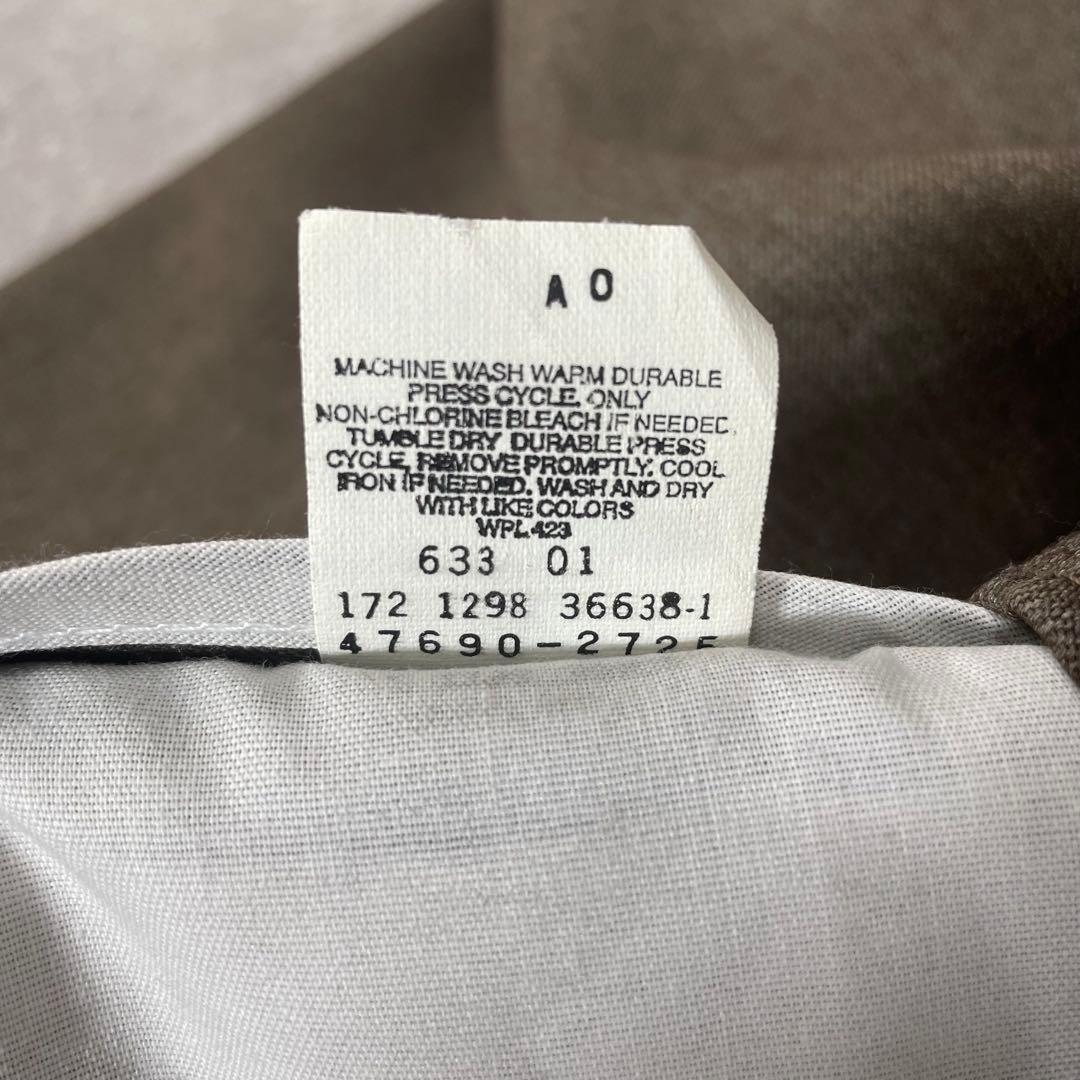 A 0
MACHINE WASH WARM DURABLE
PRESS CYCLE. ONLY
NON-CHLORINE BLEACH IF NEEDED.
TUMBLE DRY DURABLE PRESS
CYCLE, REMOVE PROMPTLY. COOL
IRON IF NEEDED. WASH AND DRY
WITH LIKE COLORS
WPL 423
633 01
172 1298 36638-1
47690-2725